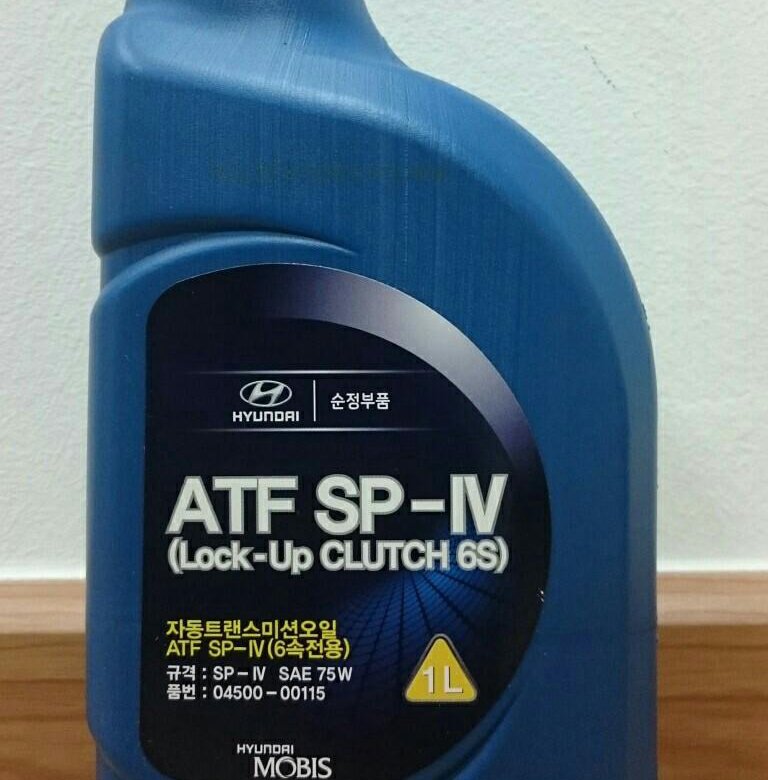 HYUNDAI | 순정부품
ATF SP-IV
(Lock-Up CLUTCH 6S)
자동트랜스미션오일
ATF SP-IV(6속전용)
규격 : SP-IV SAE 75W
품번 : 04500-00115
1L
HYUNDAI
MOBIS